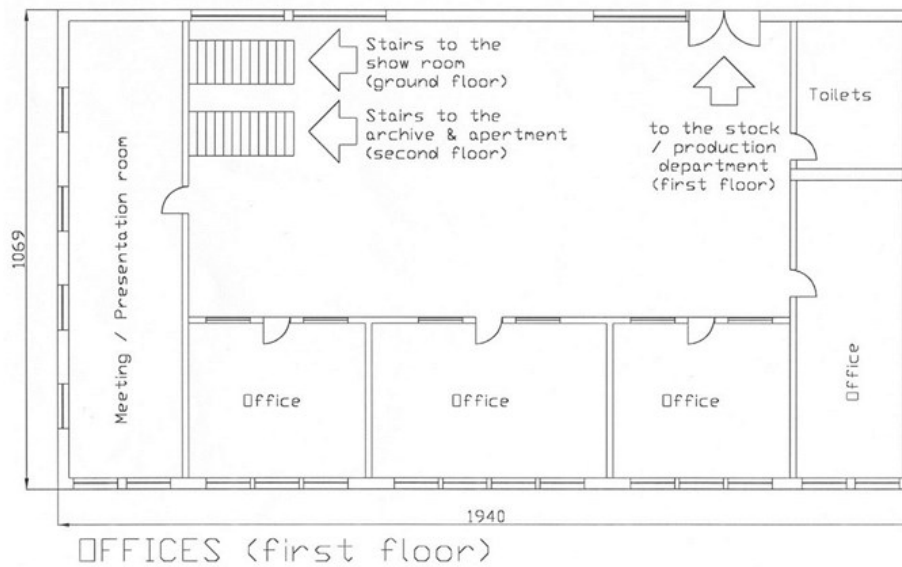 Stairs to the
show room
(ground floor)
Stairs to the
archive & apertment
(second floor)
to the stock
/ production
department
(first floor)
Toilets
Meeting / Presentation room
1069
Office
Office
Office
Office
1940
OFFICES (first floor)